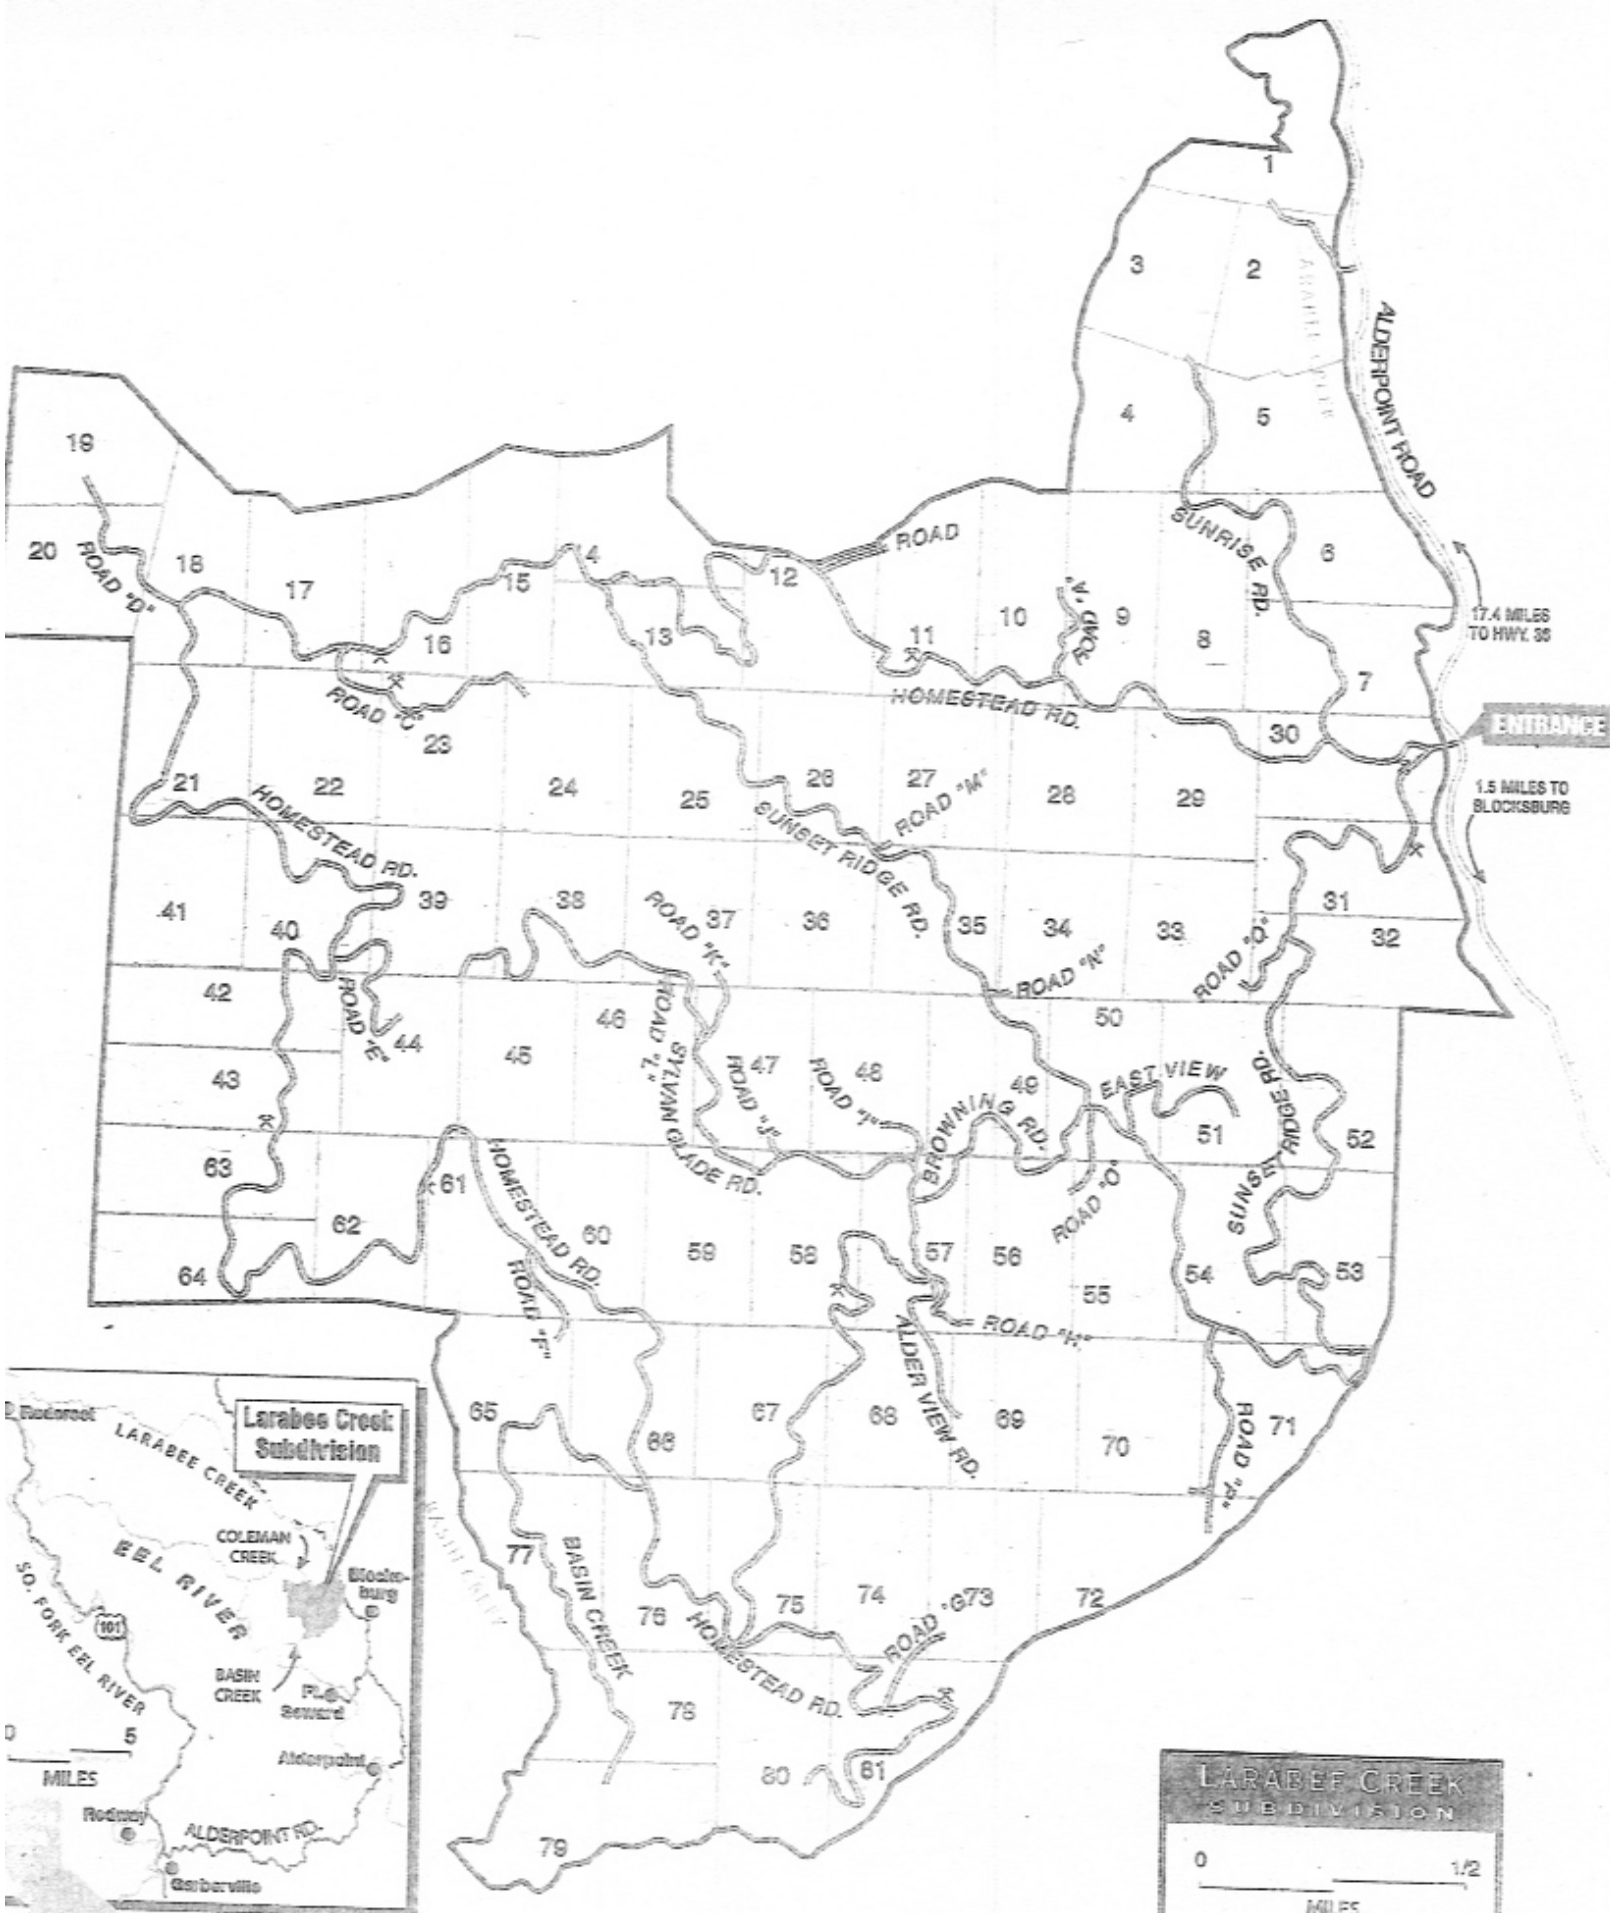 1
3
2
ALDERPOINT ROAD
4
5
19
20
ROAD "D"
18
17
16
15
14
13
12
ROAD
11
10
ROAD "A"
9
8
SUNRISE RD.
6
7
17.4 MILES
TO HWY. 36
ENTRANCE
1.5 MILES TO
BLOCKSBURG
HOMESTEAD RD.
30
ROAD "C"
21
22
23
24
25
26
27
28
29
ROAD "M"
HOMESTEAD RD.
SUNSET RIDGE RD.
31
32
41
40
39
38
ROAD "K"
37
36
35
34
33
ROAD "N"
ROAD "Q"
42
43
ROAD "E"
44
45
46
ROAD "L"
SYLVAN GLADE RD.
47
ROAD "J"
48
ROAD "I"
49
50
EAST VIEW
51
52
BROWNING RD.
ROAD "O"
RIDGE RD.
63
64
62
61
HOMESTEAD RD.
60
59
58
57
56
55
54
53
ROAD "F"
ROAD "H"
ALDER VIEW RD.
65
66
67
68
69
70
71
ROAD "P"
77
BASIN CREEK
76
75
74
73
72
ROAD "G"
HOMESTEAD RD.
78
80
81
79
Larabee Creek
Subdivision
Redcrest
LARABEE CREEK
COLEMAN
CREEK
EEL RIVER
SO. FORK EEL RIVER
101
Blocks-
burg
BASIN
CREEK
Ft.
Seward
0
5
MILES
Alderpoint
Redway
ALDERPOINT RD.
Garberville
LARABEE CREEK
SUBDIVISION
0
1/2
MILES